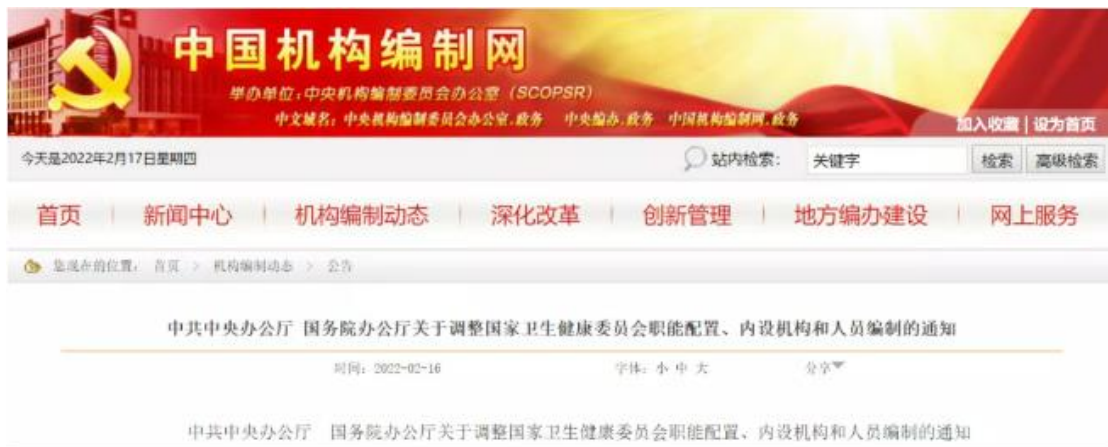 中国机构编制网
举办单位：中央机构编制委员会办公室（SCOPSR）
中文域名：中央机构编制委员会办公室.政务 中央编办.政务 中国机构编制网.政务
加入收藏 | 设为首页
今天是2022年2月17日星期四 站内检索： 关键字 检索 高级检索
首页 新闻中心 机构编制动态 深化改革 创新管理 地方编办建设 网上服务
您现在的位置： 首页 > 机构编制动态 > 公告
中共中央办公厅 国务院办公厅关于调整国家卫生健康委员会职能配置、内设机构和人员编制的通知
时间：2022-02-16 字体：小 中 大 分享
中共中央办公厅 国务院办公厅关于调整国家卫生健康委员会职能配置、内设机构和人员编制的通知